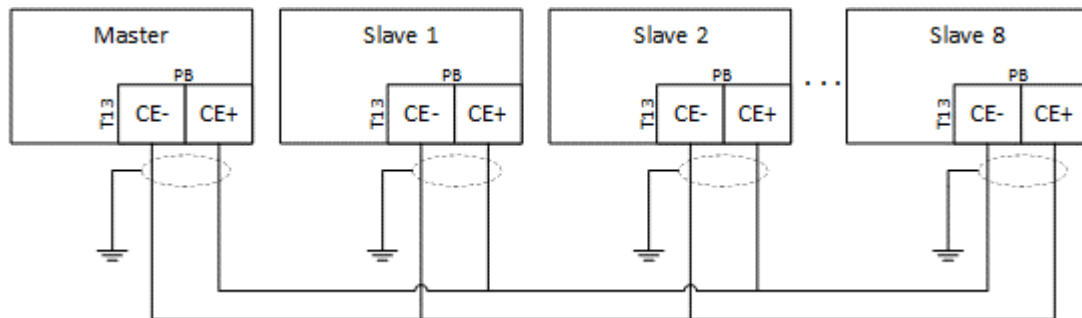 Master
PB
T13
CE-
CE+
Slave 1
PB
T13
CE-
CE+
Slave 2
PB
T13
CE-
CE+
...
Slave 8
PB
T13
CE-
CE+